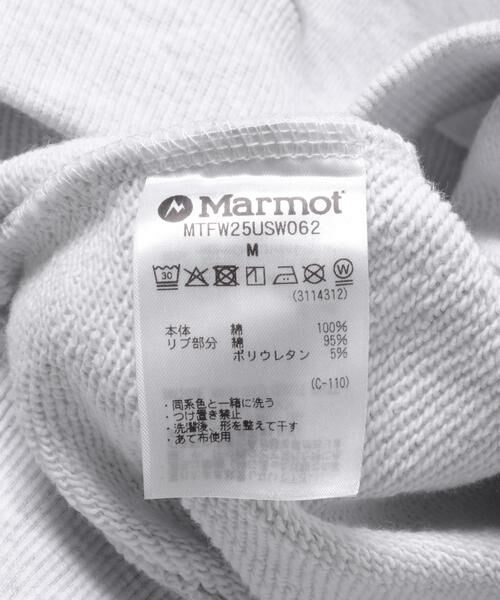 Marmot
MTFW25USW062
M
30
W
(3114312)
本体 綿 100%
リブ部分 綿 95%
ポリウレタン 5%
(C-110)
・同系色と一緒に洗う
・つけ置き禁止
・洗濯後、形を整えて干す
・あて布使用